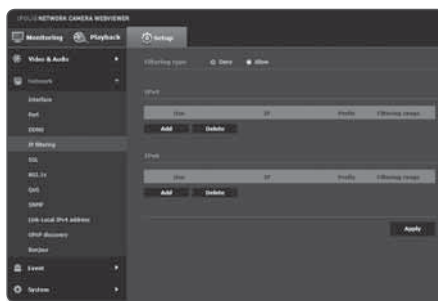 iPOLiS NETWORK CAMERA WEBVIEWER
Monitoring Playback Setup
Video & Audio
Network
Interface
Port
DDNS
IP filtering
SSL
802.1x
QoS
SNMP
Link-Local IPv4 address
UPnP discovery
Bonjour
Event
System
Filtering type Deny Allow
IPv4
Use IP Prefix Filtering range
Add Delete
IPv6
Use IP Prefix Filtering range
Add Delete
Apply